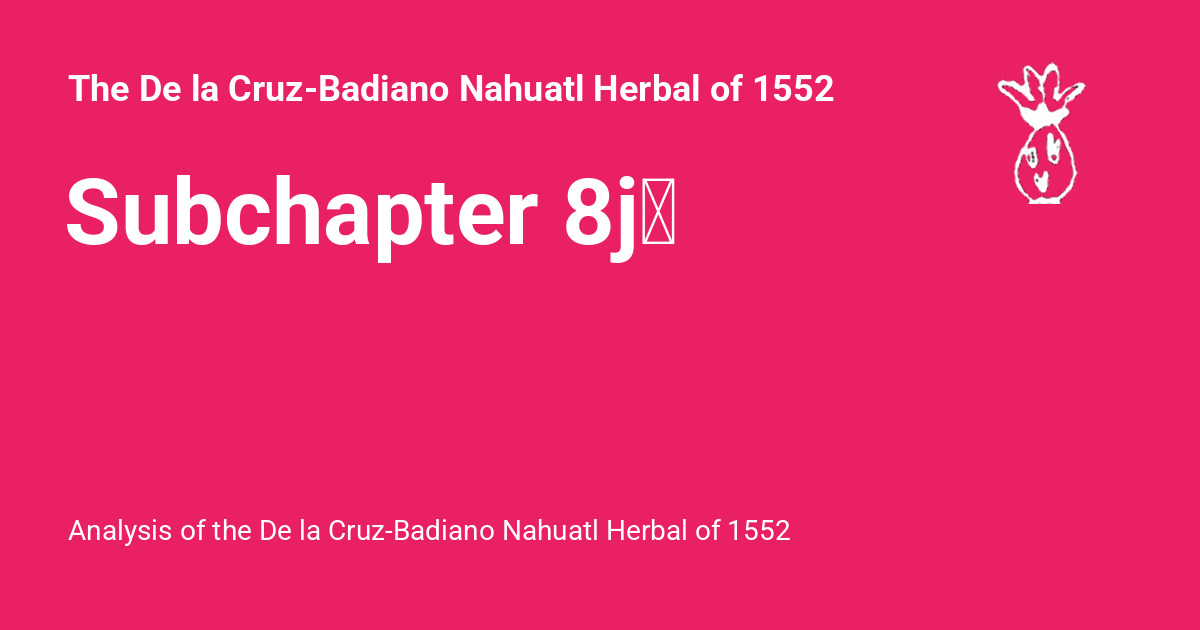 The De la Cruz-Badiano Nahuatl Herbal of 1552
Subchapter 8j
Analysis of the De la Cruz-Badiano Nahuatl Herbal of 1552